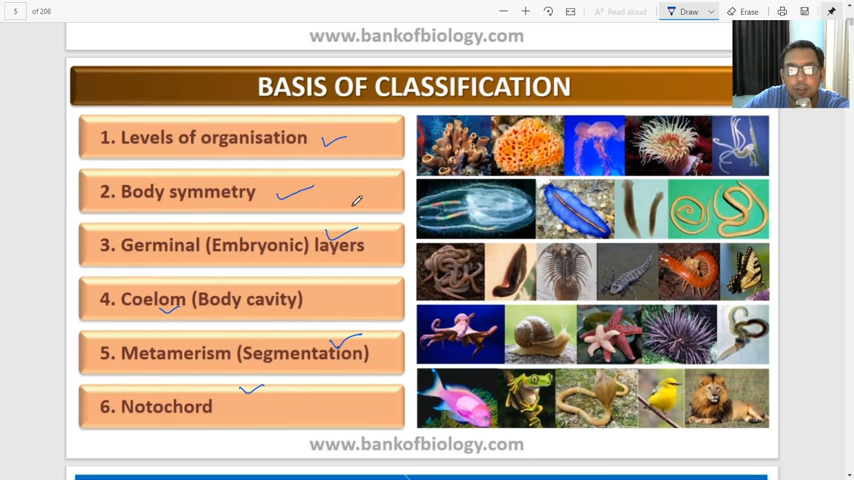 5 of 208
Read aloud
Draw
Erase
www.bankofbiology.com
BASIS OF CLASSIFICATION
1. Levels of organisation
2. Body symmetry
3. Germinal (Embryonic) layers
4. Coelom (Body cavity)
5. Metamerism (Segmentation)
6. Notochord
www.bankofbiology.com